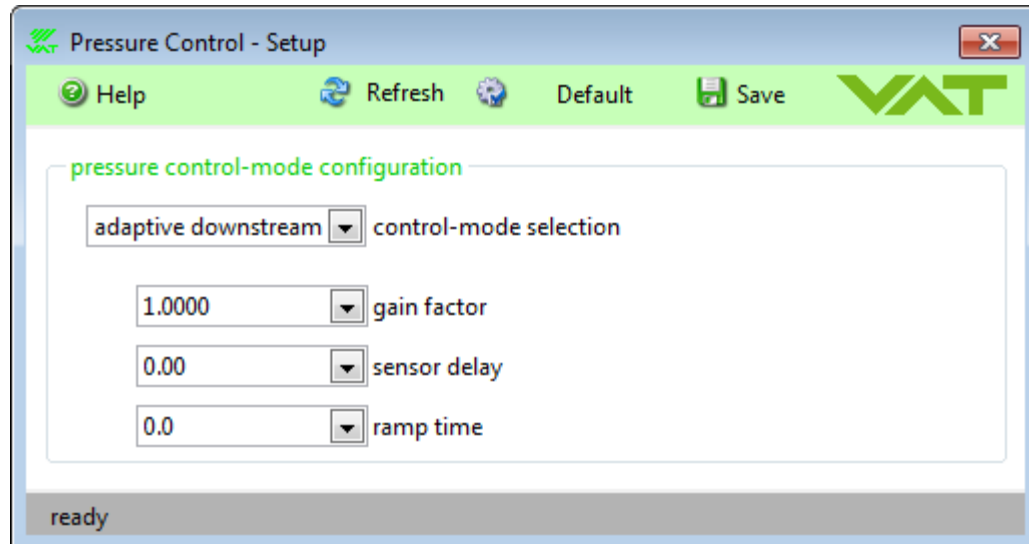 VAT Pressure Control - Setup
Help Refresh Default Save VAT
pressure control-mode configuration
adaptive downstream control-mode selection
1.0000 gain factor
0.00 sensor delay
0.0 ramp time
ready